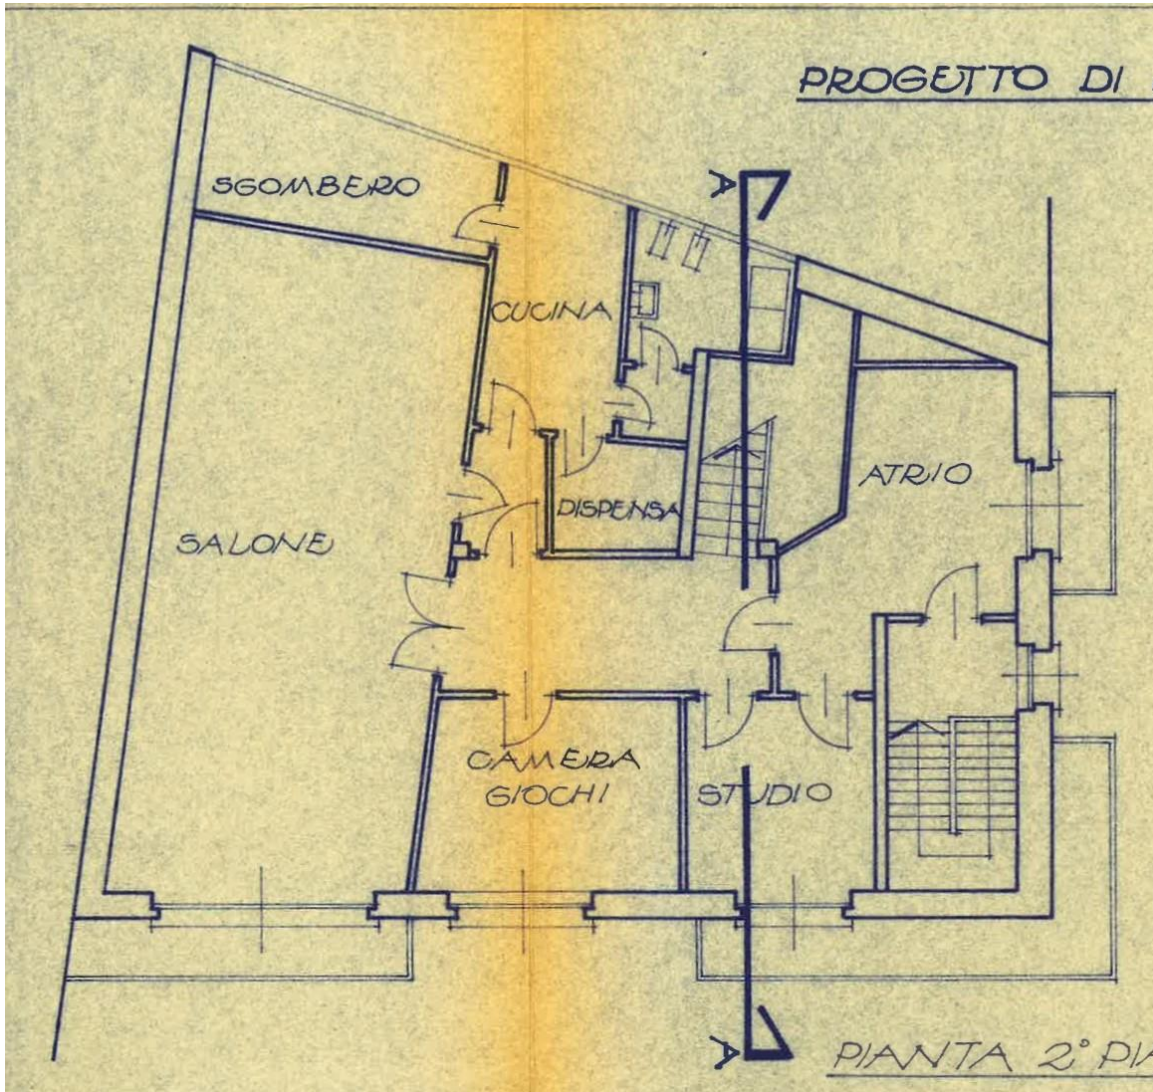 PROGETTO DI
A
SGOMBERO
CUCINA
ATRIO
DISPENSA
SALONE
CAMERA
GIOCHI
STUDIO
A
PIANTA 2° PIA